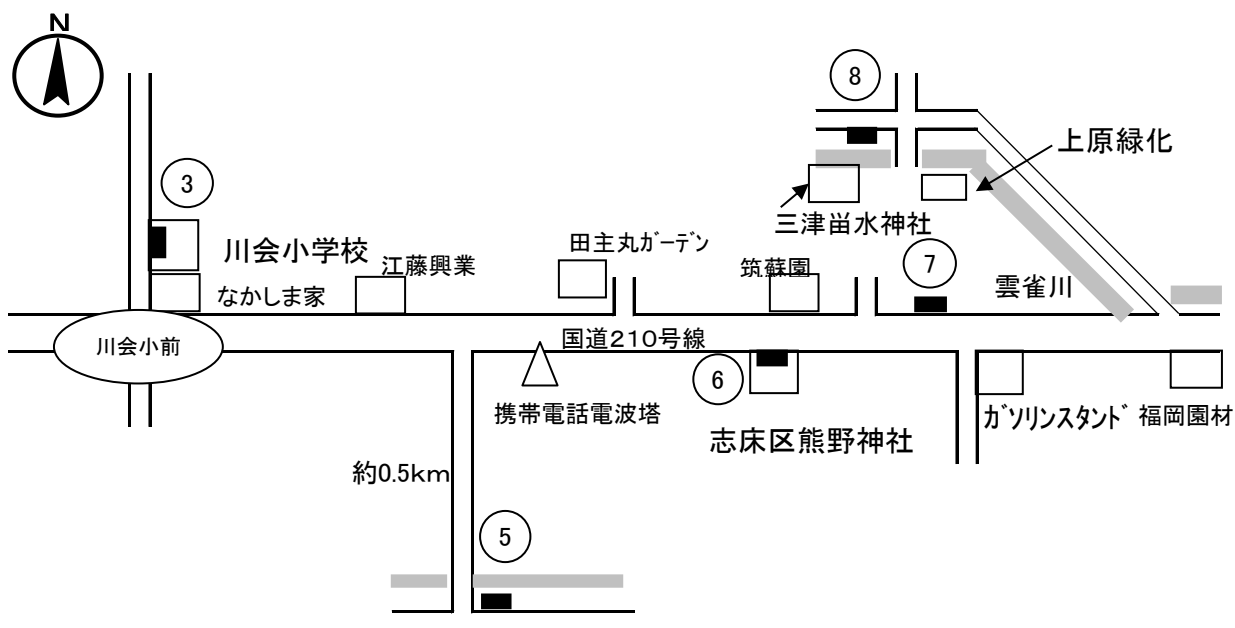 N
8
上原緑化
3
三津留水神社
川会小学校
江藤興業
田主丸ｶﾞｰﾃﾞﾝ
筑蘇園
7
なかしま家
雲雀川
川会小前
国道210号線
6
携帯電話電波塔
志床区熊野神社
ｶﾞｿﾘﾝｽﾀﾝﾄﾞ
福岡園材
約0.5km
5